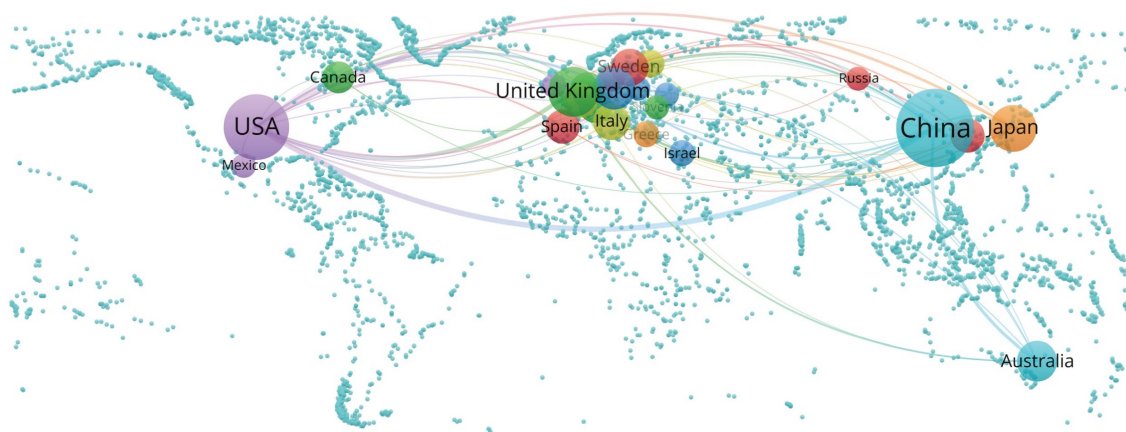 Sweden
Canada
Russia
United Kingdom
Slovenia
USA
Spain
Italy
Greece
China
Japan
Israel
Mexico
Australia